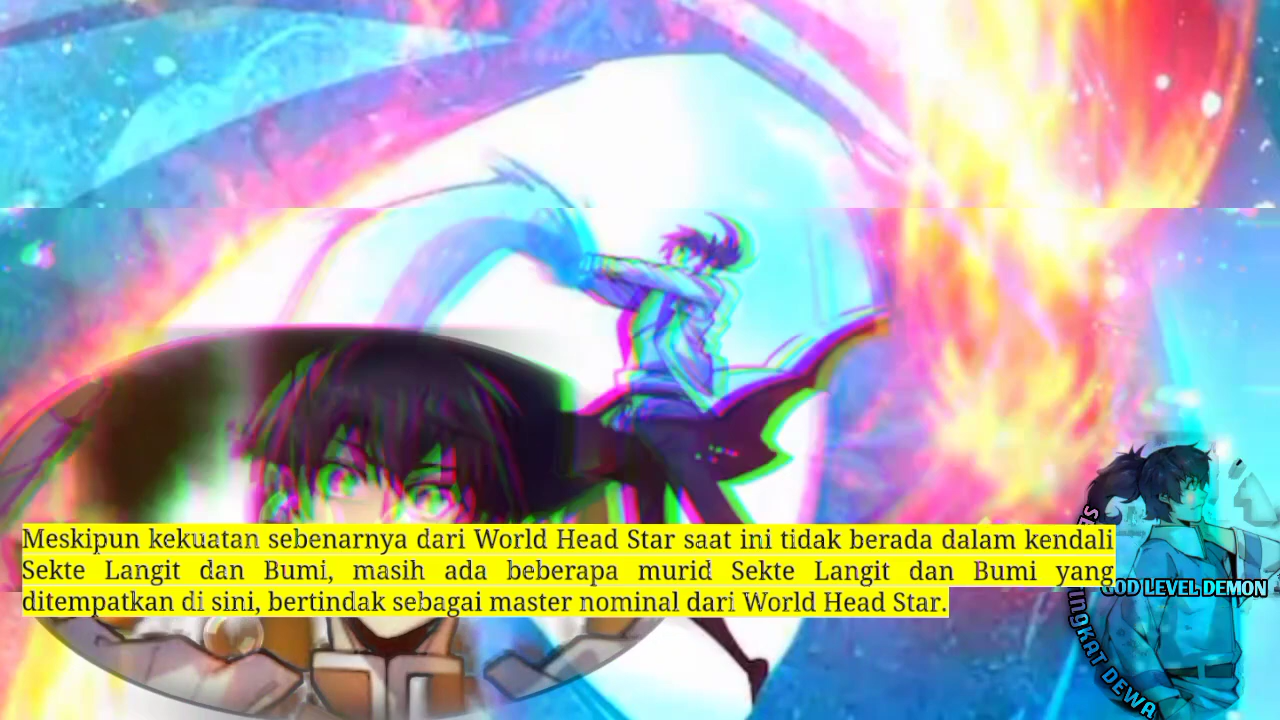 Meskipun kekuatan sebenarnya dari World Head Star saat ini tidak berada dalam kendali
Sekte Langit dan Bumi, masih ada beberapa murid Sekte Langit dan Bumi yang
ditempatkan di sini, bertindak sebagai master nominal dari World Head Star.
GOD LEVEL DEMON
TINGKAT DEWA